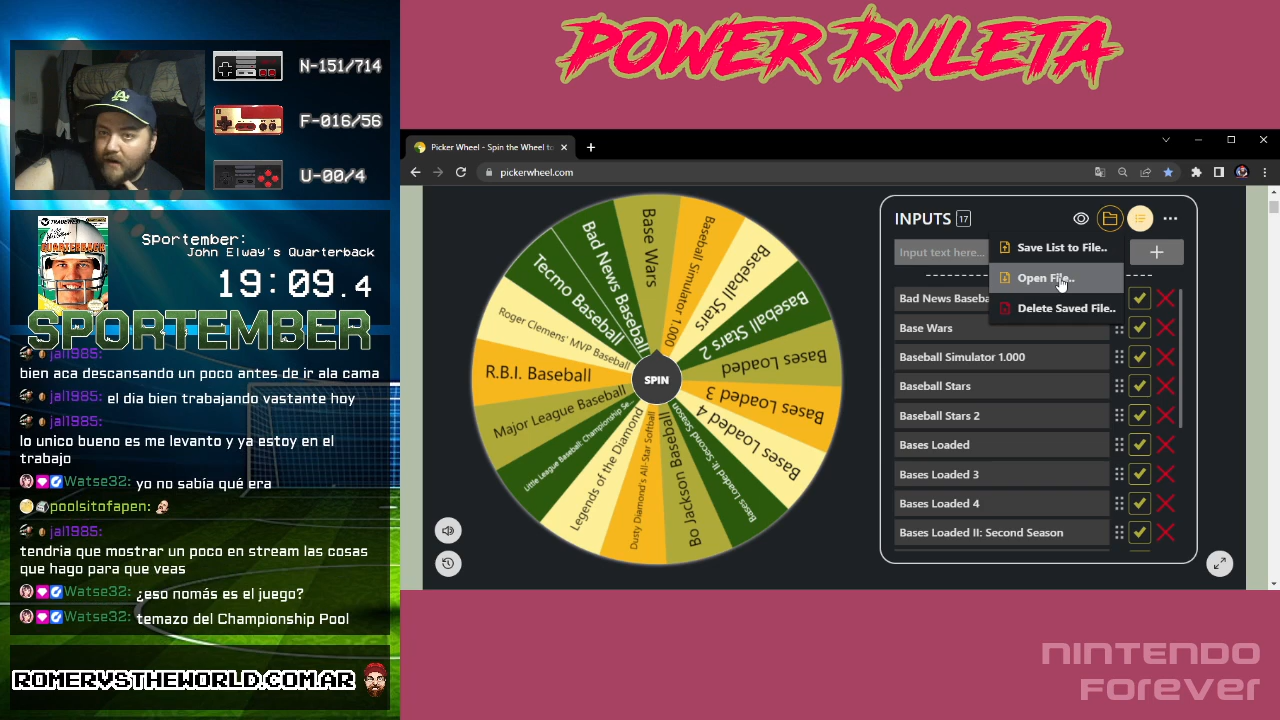 N-151/714
F-016/56
U-00/4
TRADEWEST
QUARTERBACK
SPortember:
John Elway's Quarterback
19:09.4
SPORTEMBER
jal1985:
bien aca descansando un poco antes de ir ala cama
jal1985: el dia bien trabajando vastante hoy
jal1985:
lo unico bueno es me levanto y ya estoy en el
trabajo
Watse32: yo no sabía qué era
poolsitofapen:
jal1985:
tendria que mostrar un poco en stream las cosas
que hago para que veas
Watse32: ¿eso nomás es el juego?
Watse32: temazo del Championship Pool
ROMERVSTHEWORLD.COM.AR
POWER RULETA
Picker Wheel - Spin the Wheel to
pickerwheel.com
Bad News Baseball
Base Wars
Baseball Simulator 1.000
Baseball Stars
Baseball Stars 2
Bases Loaded
Bases Loaded 3
Bases Loaded 4
Bases Loaded II: Second Season
Bo Jackson Baseball
Dusty Diamond's All-Star Softball
Legends of the Diamond
Little League Baseball: Championship Se...
Major League Baseball
R.B.I. Baseball
Roger Clemens' MVP Baseball
Tecmo Baseball
SPIN
INPUTS 17
Input text here...
Save List to File..
Open File..
Delete Saved File..
Bad News Baseba
Base Wars
Baseball Simulator 1.000
Baseball Stars
Baseball Stars 2
Bases Loaded
Bases Loaded 3
Bases Loaded 4
Bases Loaded II: Second Season
NINTENDO
FOREVER